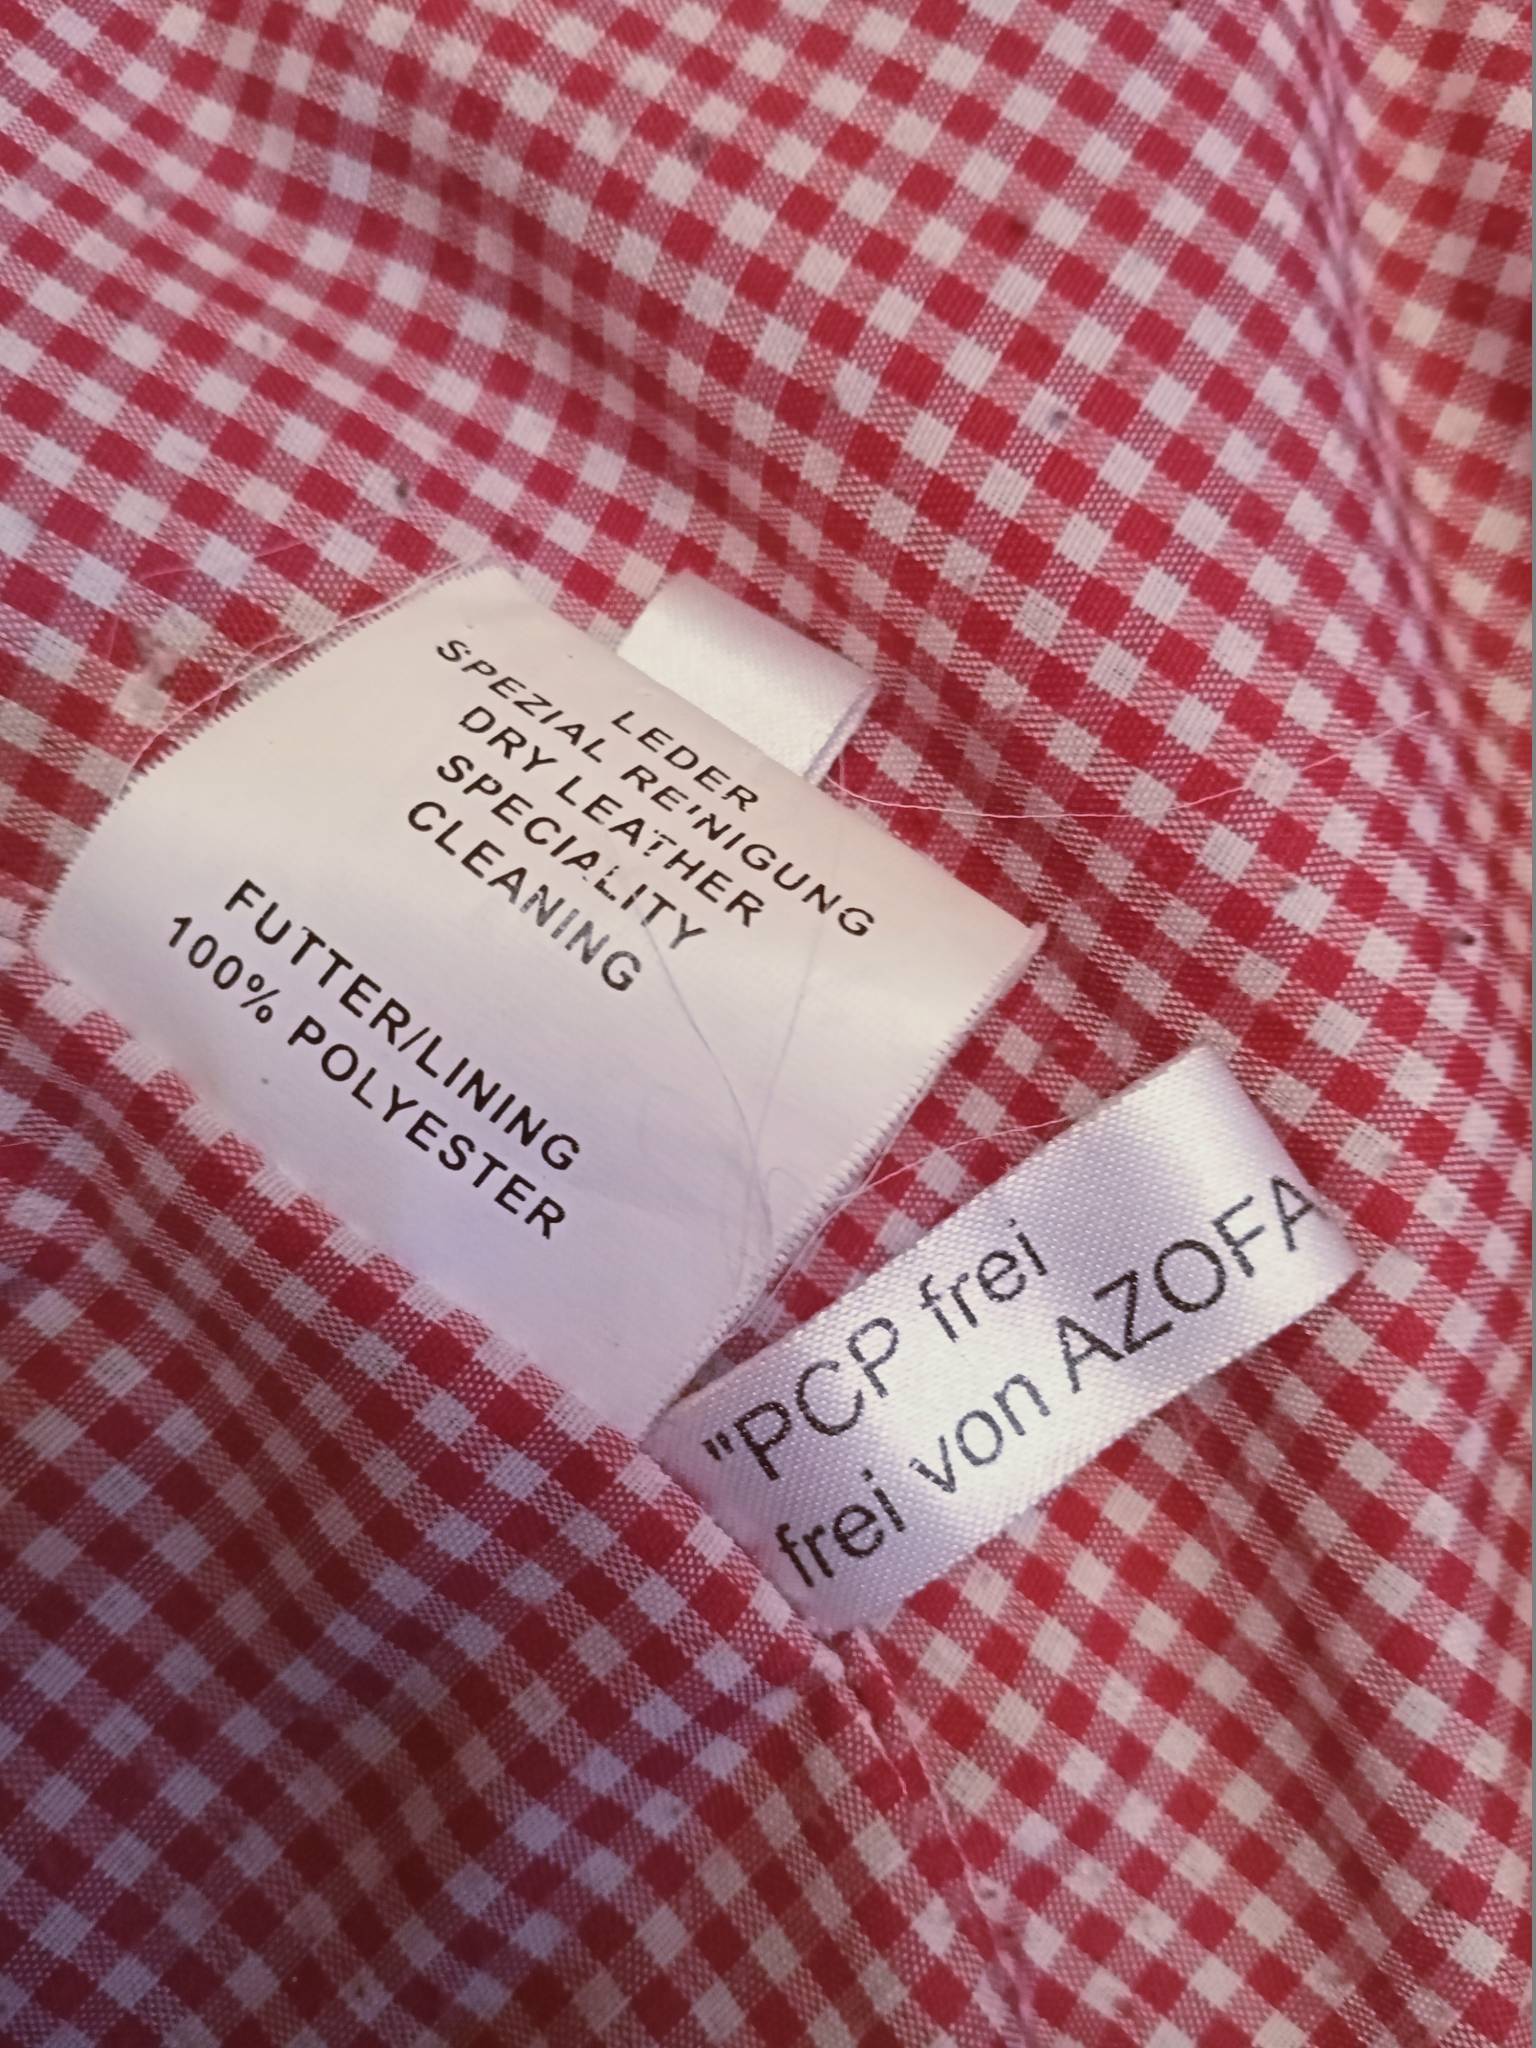 LEDER
SPEZIAL REINIGUNG
DRY LEATHER
SPECIALITY
CLEANING
FUTTER/LINING
100% POLYESTER
"PCP frei
frei von AZOFA